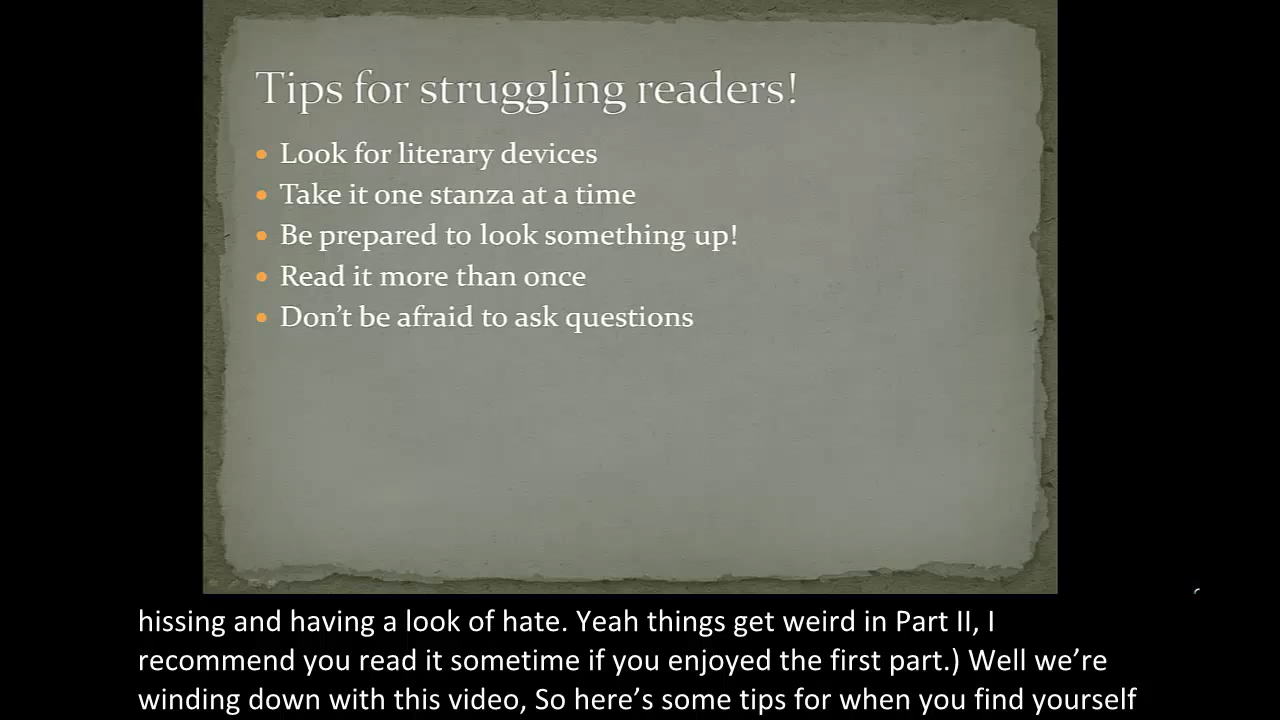 Tips for struggling readers!
• Look for literary devices
• Take it one stanza at a time
• Be prepared to look something up!
• Read it more than once
• Don’t be afraid to ask questions
hissing and having a look of hate. Yeah things get weird in Part II, I
recommend you read it sometime if you enjoyed the first part.) Well we’re
winding down with this video, So here’s some tips for when you find yourself